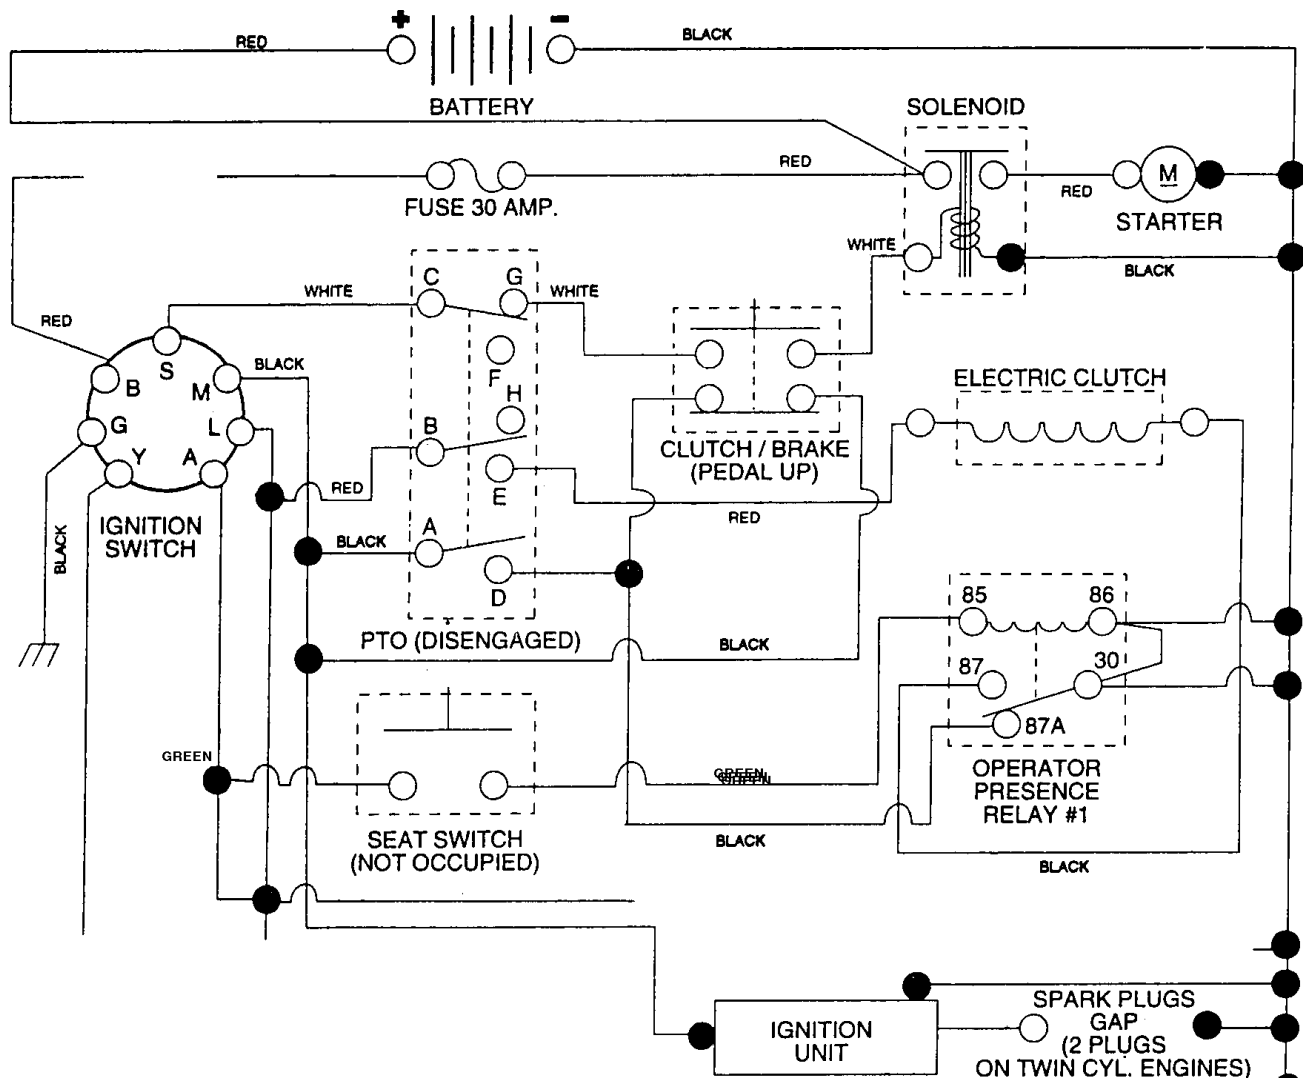 + -
RED
BLACK
BATTERY
SOLENOID
RED
M
RED
FUSE 30 AMP.
STARTER
WHITE
BLACK
C G
WHITE
WHITE
RED
S
F
BLACK
B M
ELECTRIC CLUTCH
H
G L
B
CLUTCH / BRAKE
(PEDAL UP)
Y A
RED
E
RED
IGNITION
SWITCH
BLACK
A
BLACK
D
85 86
PTO (DISENGAGED)
BLACK
87 30
87A
GREEN
GREEN
GREEN
OPERATOR
PRESENCE
RELAY #1
SEAT SWITCH
(NOT OCCUPIED)
BLACK
BLACK
SPARK PLUGS
GAP
(2 PLUGS
ON TWIN CYL. ENGINES)
IGNITION
UNIT